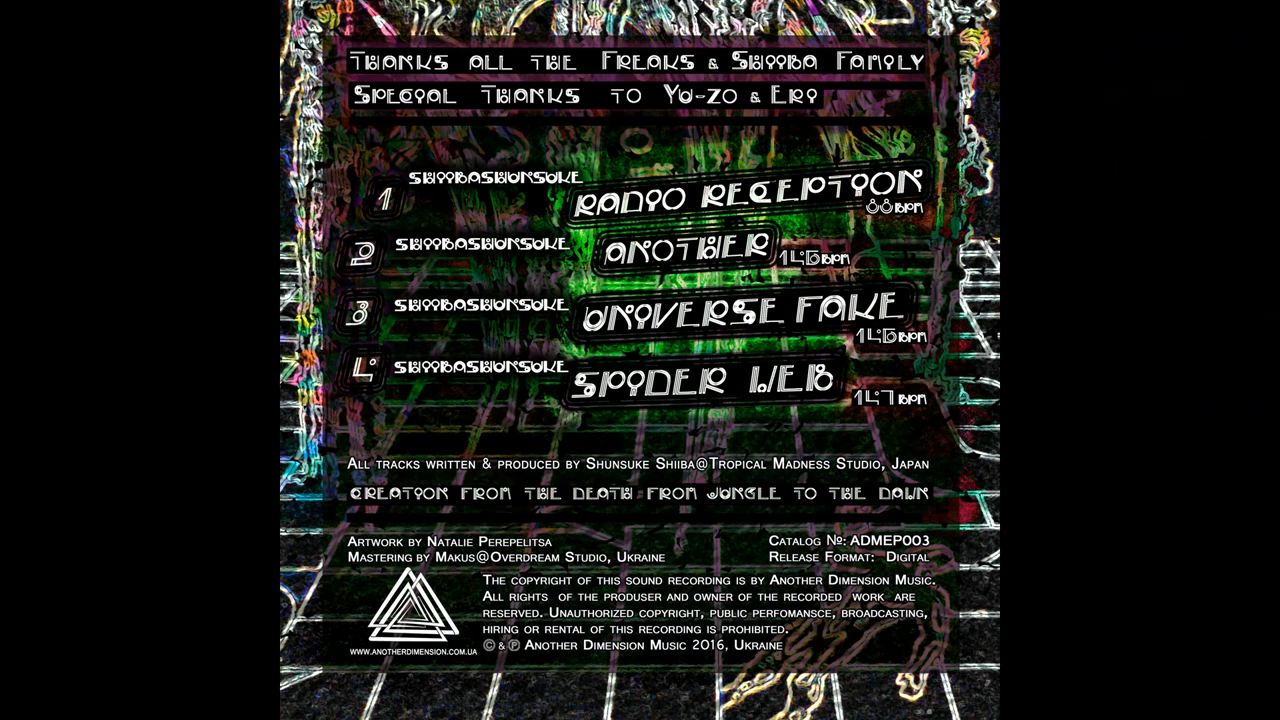 Thanks all the Freaks & Shiiba Family
Special Thanks to Yu-zo & Eri
1 SHIIBASHUNSUKE RADIO RECEPTION
88BPM
2 SHIIBASHUNSUKE ANOTHER 146BPM
3 SHIIBASHUNSUKE UNIVERSE FAKE
146BPM
4 SHIIBASHUNSUKE SPIDER WEB
147BPM
All tracks written & produced by Shunsuke Shiiba@Tropical Madness Studio, Japan
CREATION FROM THE DEATH FROM JUNGLE TO THE DAWN
Artwork by Natalie Perepelitsa
Mastering by Makus@Overdream Studio, Ukraine
Catalog №: ADMEP003
Release Format: Digital
The copyright of this sound recording is by Another Dimension Music.
All rights of the produser and owner of the recorded work are
reserved. Unauthorized copyright, public perfomansce, broadcasting,
hiring or rental of this recording is prohibited.
© & ℗ Another Dimension Music 2016, Ukraine
WWW.ANOTHERDIMENSION.COM.UA